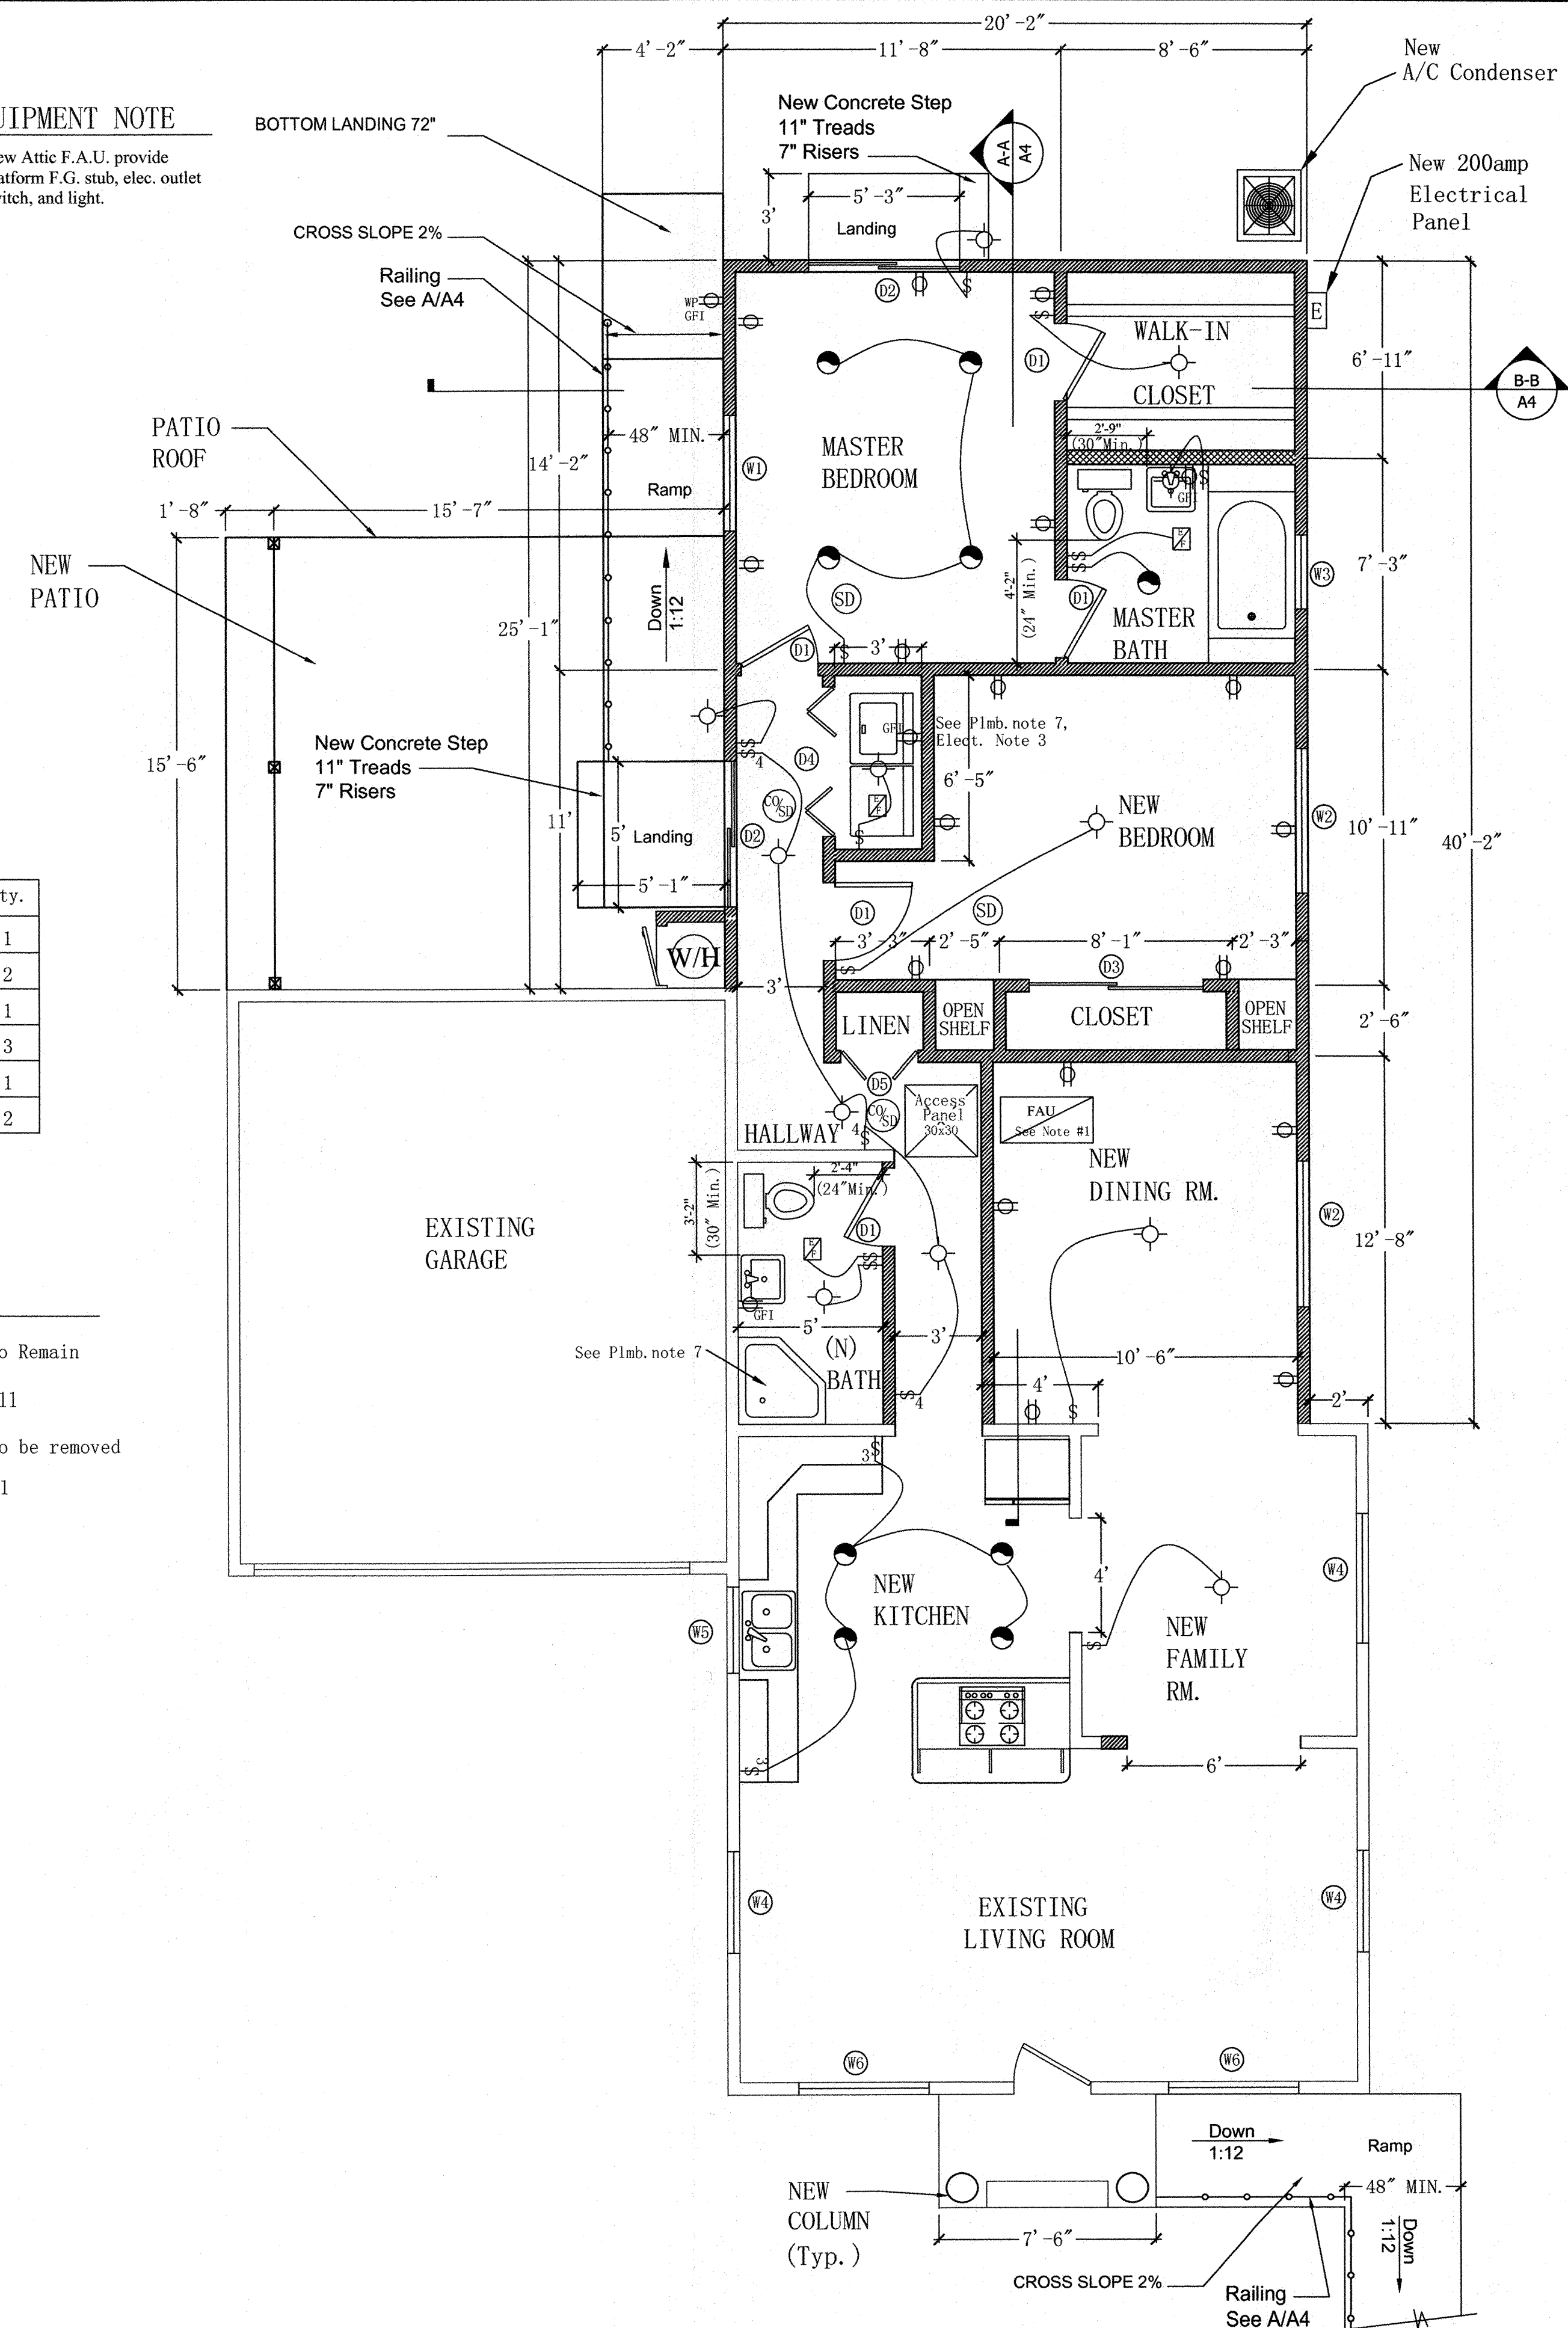 20'-2"
4'-2"
11'-8"
8'-6"
New
A/C Condenser
EQUIPMENT NOTE
New Attic F.A.U. provide
platform F.G. stub, elec. outlet
switch, and light.
BOTTOM LANDING 72"
New Concrete Step
11" Treads
7" Risers
A-A
A4
New 200amp
Electrical
Panel
3'
5'-3"
Landing
CROSS SLOPE 2%
Railing
See A/A4
WP
GFI
D2
S
S
E
WALK-IN
CLOSET
D1
6'-11"
B-B
A4
2'-9"
(30"Min.)
PATIO
ROOF
48" MIN.
14'-2"
W1
MASTER
BEDROOM
Ramp
GFI
S
1'-8"
15'-7"
NEW
PATIO
E/F
S
S
W3
7'-3"
4'-2"
(24" Min.)
SD
D1
MASTER
BATH
Down
1:12
25'-1"
D1
S
3'
New Concrete Step
11" Treads
7" Risers
15'-6"
S
S4
D4
GFI
See Plmb.note 7,
Elect. Note 3
6'-5"
CO/SD
E/F
S
NEW
BEDROOM
W2
10'-11"
40'-2"
11'
5'
Landing
D2
5'-1"
D1
SD
W/H
3'-3"
2'-5"
8'-1"
2'-3"
S
D3
3'
LINEN
OPEN
SHELF
CLOSET
OPEN
SHELF
2'-6"
D5
ty.
1
2
1
3
1
2
HALLWAY
4
S
CO/SD
Access
Panel
30x30
FAU
See Note #1
NEW
DINING RM.
3'-2"
(30" Min.)
2'-4"
(24"Min.)
D1
W2
12'-8"
EXISTING
GARAGE
E/F
S
S
GFI
5'
3'
10'-6"
See Plmb.note 7
(N)
BATH
S4
4'
S
2'
o Remain
ll
o be removed
l
3S
NEW
KITCHEN
4'
W4
W5
S
NEW
FAMILY
RM.
3
S
6'
W4
W4
EXISTING
LIVING ROOM
W6
W6
Down
1:12
Ramp
NEW
COLUMN
(Typ.)
48" MIN.
7'-6"
Down
1:12
CROSS SLOPE 2%
Railing
See A/A4